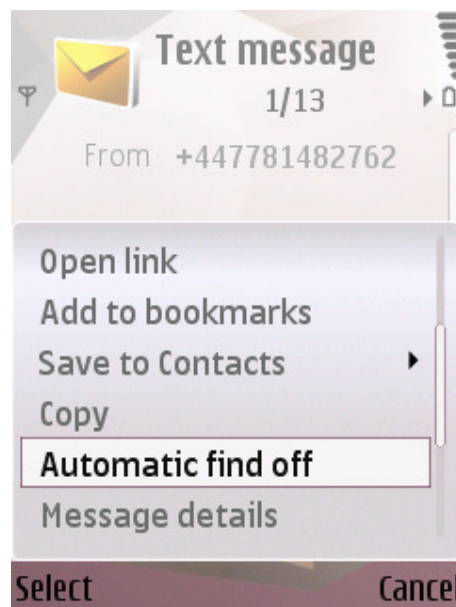 Text message
1/13
From +447781482762
Open link
Add to bookmarks
Save to Contacts
Copy
Automatic find off
Message details
Select Cancel